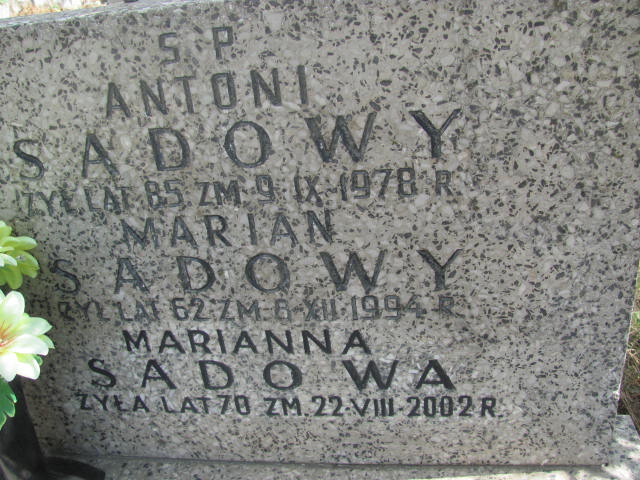 S P
ANTONI
SADOWY
ŻYŁ LAT 85 ZM 9 IX 1978 R
MARIAN
SADOWY
ŻYŁ LAT 62 ZM 8 XII 1994 R
MARIANNA
SADOWA
ŻYŁA LAT 70 ZM. 22-VIII 2002 R